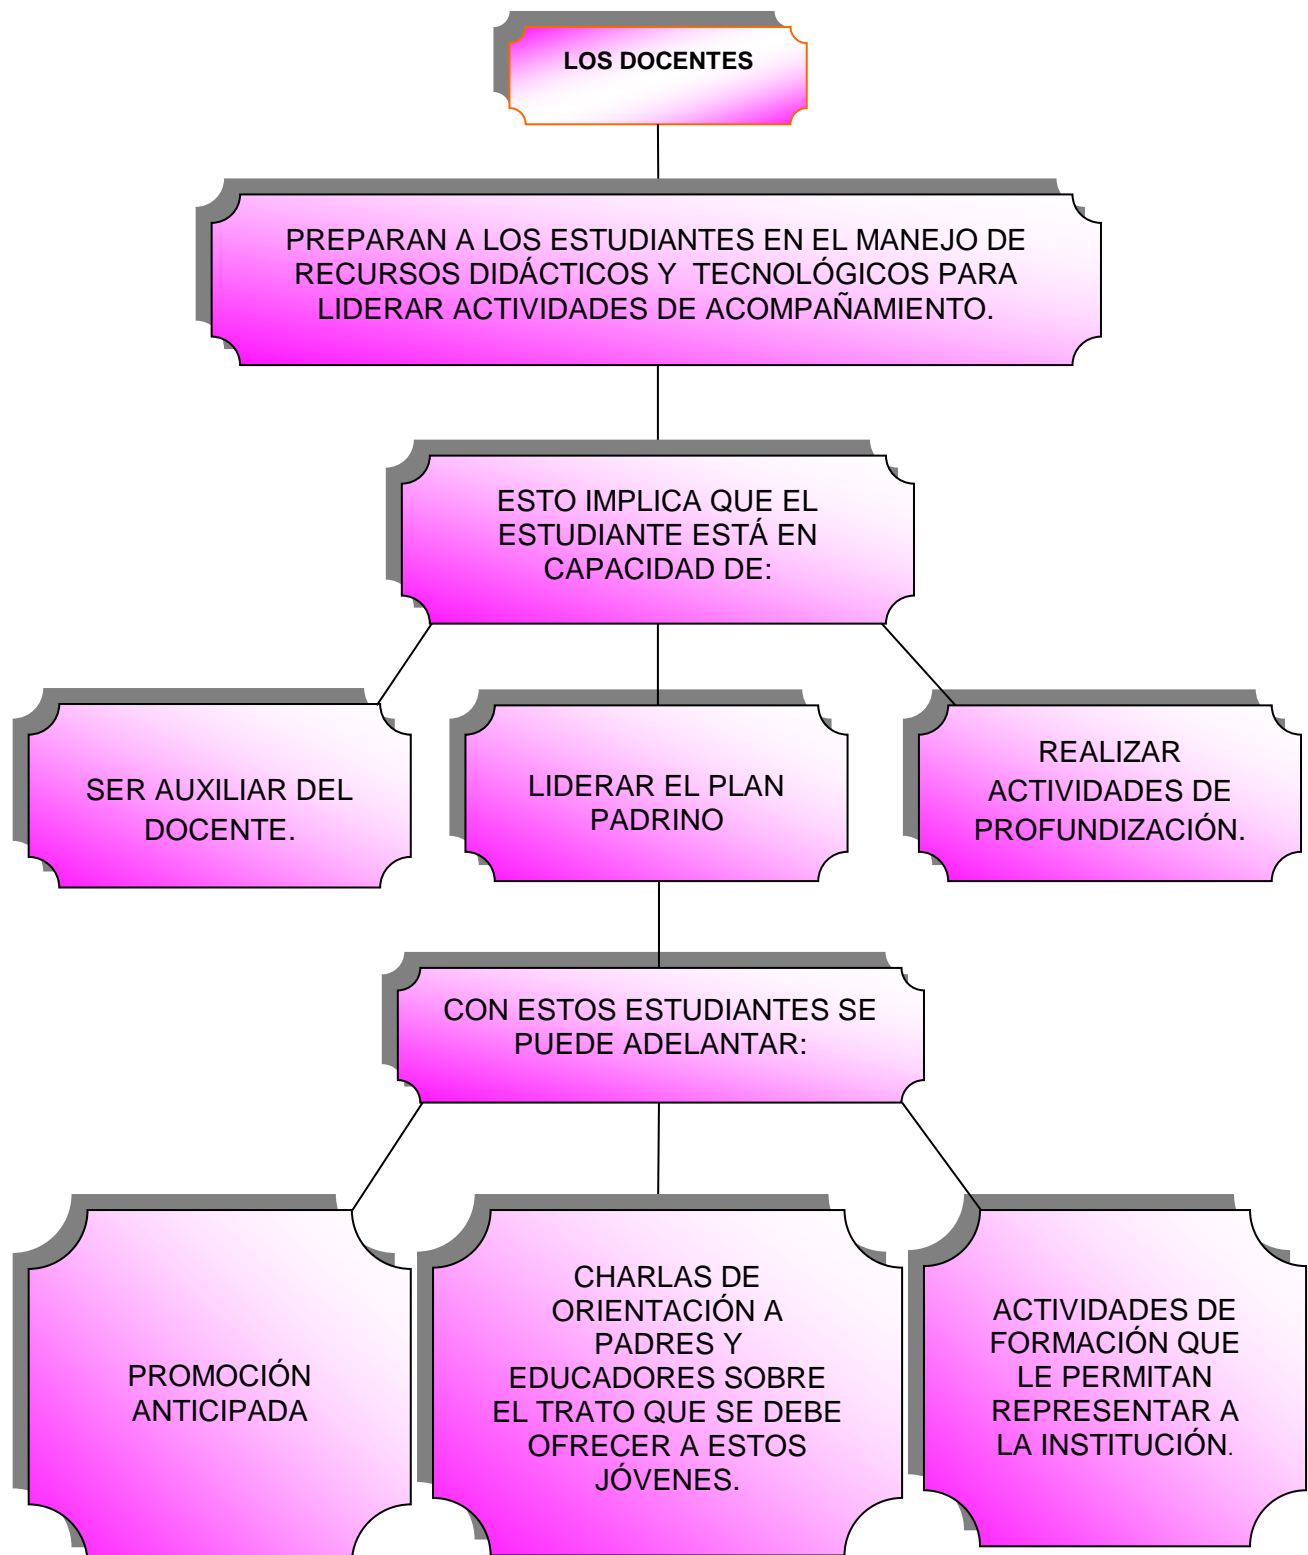 LOS DOCENTES
PREPARAN A LOS ESTUDIANTES EN EL MANEJO DE
RECURSOS DIDÁCTICOS Y TECNOLÓGICOS PARA
LIDERAR ACTIVIDADES DE ACOMPAÑAMIENTO.
ESTO IMPLICA QUE EL
ESTUDIANTE ESTÁ EN
CAPACIDAD DE:
SER AUXILIAR DEL
DOCENTE.
LIDERAR EL PLAN
PADRINO
REALIZAR
ACTIVIDADES DE
PROFUNDIZACIÓN.
CON ESTOS ESTUDIANTES SE
PUEDE ADELANTAR:
PROMOCIÓN
ANTICIPADA
CHARLAS DE
ORIENTACIÓN A
PADRES Y
EDUCADORES SOBRE
EL TRATO QUE SE DEBE
OFRECER A ESTOS
JÓVENES.
ACTIVIDADES DE
FORMACIÓN QUE
LE PERMITAN
REPRESENTAR A
LA INSTITUCIÓN.